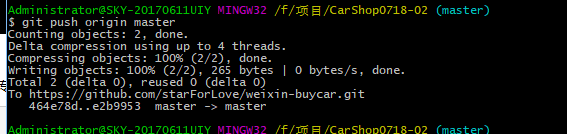 Administrator@SKY-20170611UIY MINGW32 /f/项目/CarShop0718-02 (master)
$ git push origin master
Counting objects: 2, done.
Delta compression using up to 4 threads.
Compressing objects: 100% (2/2), done.
Writing objects: 100% (2/2), 265 bytes | 0 bytes/s, done.
Total 2 (delta 0), reused 0 (delta 0)
To https://github.com/starForLove/weixin-buycar.git
464e78d..e2b9953  master -> master
Administrator@SKY-20170611UIY MINGW32 /f/项目/CarShop0718-02 (master)